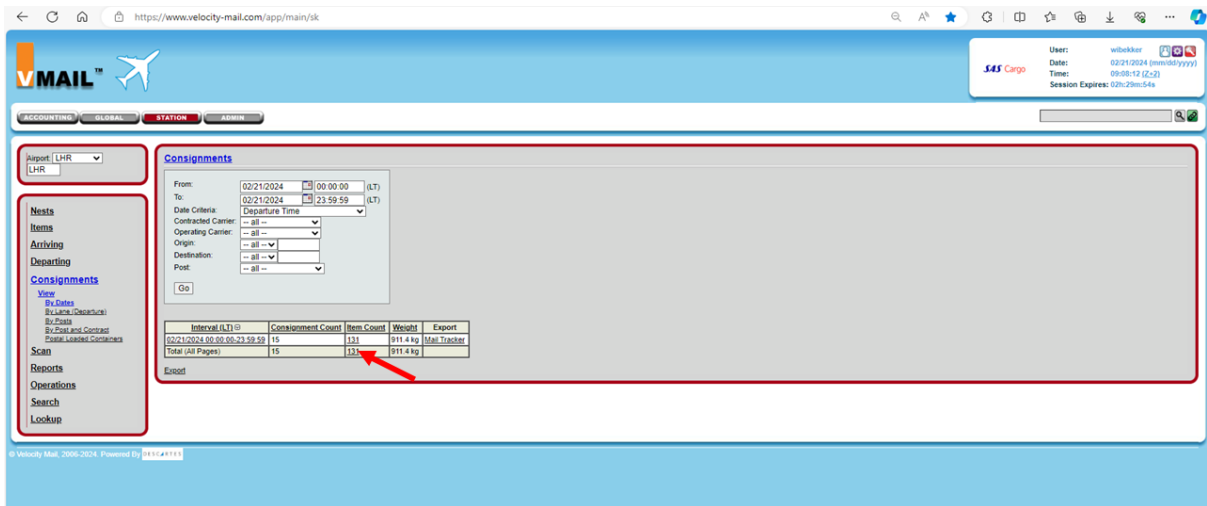 https://www.velocity-mail.com/app/main/sk
VMAIL™
SAS Cargo
User: wibekker
Date: 02/21/2024 (mm/dd/yyyy)
Time: 09:08:12 (Z+2)
Session Expires: 02h:29m:54s
ACCOUNTING GLOBAL STATION ADMIN
Airport: LHR
LHR
Nests
Items
Arriving
Departing
Consignments
View
By Dates
By Lane (Departure)
By Posts
By Post and Contract
Postal Loaded Containers
Scan
Reports
Operations
Search
Lookup
Consignments
From: 02/21/2024 00:00:00 (LT)
To: 02/21/2024 23:59:59 (LT)
Date Criteria: Departure Time
Contracted Carrier: -- all --
Operating Carrier: -- all --
Origin: -- all --
Destination: -- all --
Post: -- all --
Go
Interval (LT) Consignment Count Item Count Weight Export
02/21/2024 00:00:00-23:59:59 15 131 911.4 kg Mail Tracker
Total (All Pages) 15 131 911.4 kg
Export
© Velocity Mail, 2006-2024. Powered By DESCARTES